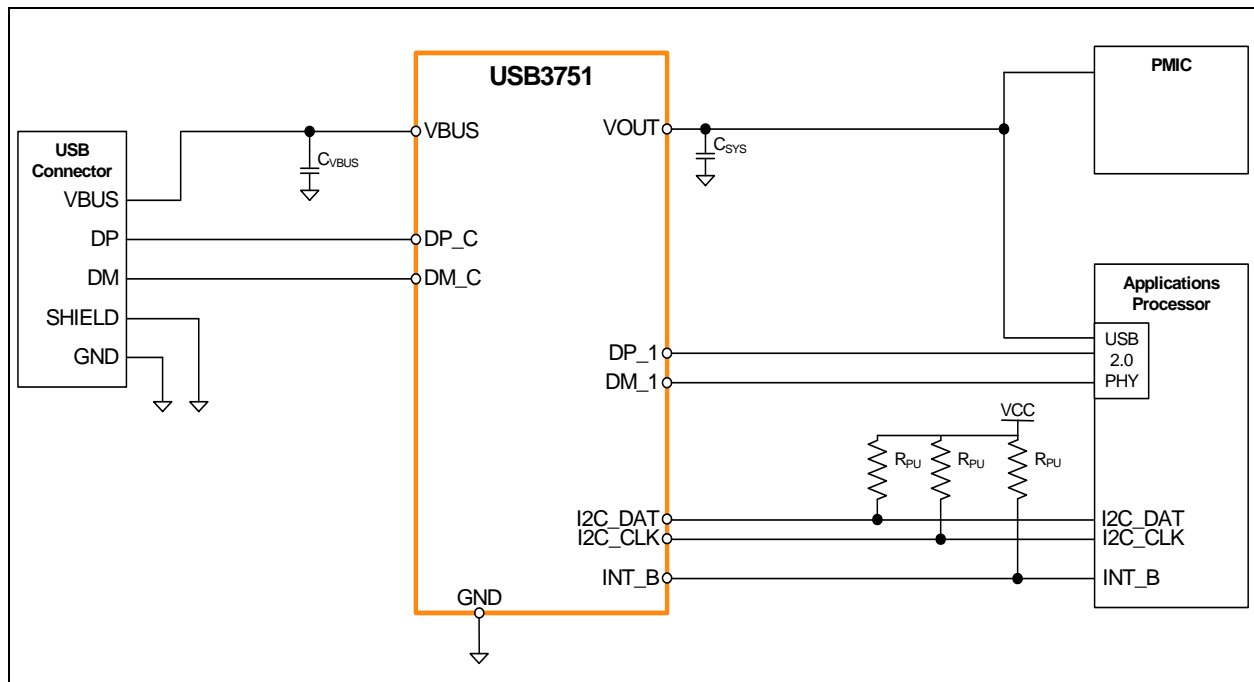 USB3751
PMIC
USB
Connector
VBUS
DP
DM
SHIELD
GND
CVBUS
VBUS
DP_C
DM_C
VOUT
CSYS
DP_1
DM_1
I2C_DAT
I2C_CLK
INT_B
GND
VCC
RPU
RPU
RPU
Applications
Processor
USB
2.0
PHY
I2C_DAT
I2C_CLK
INT_B